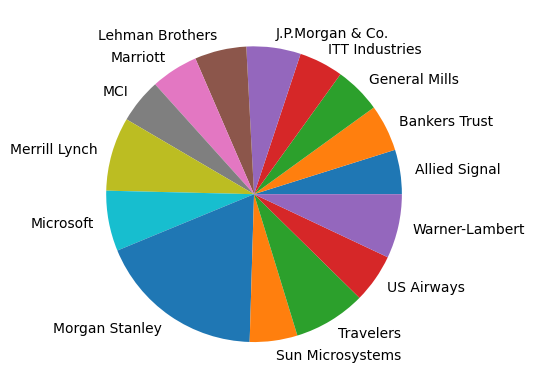 J.P.Morgan & Co.
Lehman Brothers
ITT Industries
Marriott
General Mills
MCI
Bankers Trust
Merrill Lynch
Allied Signal
Microsoft
Warner-Lambert
US Airways
Morgan Stanley
Travelers
Sun Microsystems